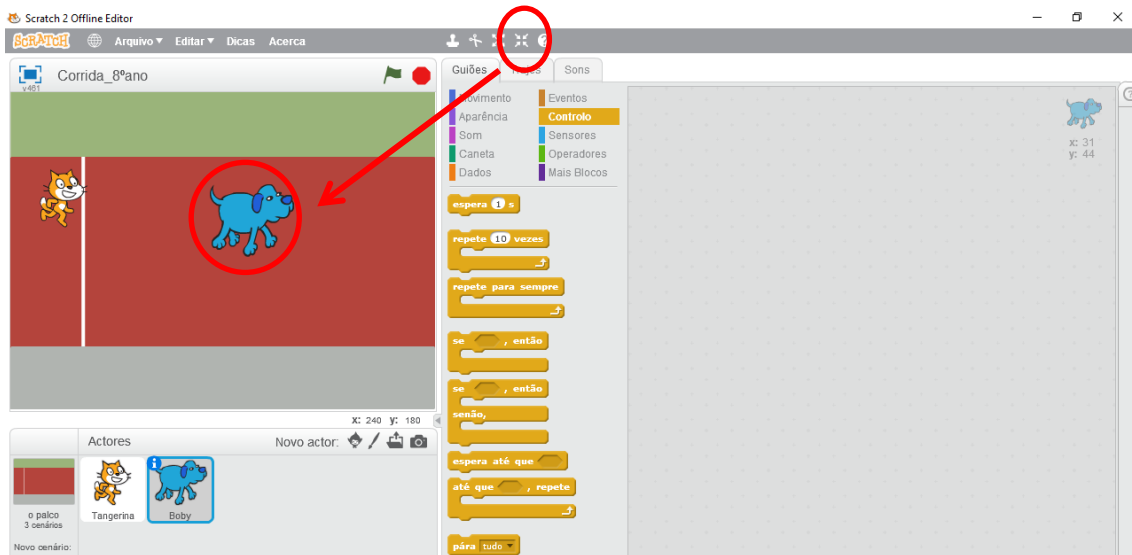 Scratch 2 Offline Editor
SCRATCH Arquivo Editar Dicas Acerca
Corrida_8ºano
v461
Guiões Trajes Sons
Movimento Eventos
Aparência Controlo
Som Sensores
Caneta Operadores
Dados Mais Blocos
x: 31
y: 44
espera 1 s
repete 10 vezes
repete para sempre
se , então
se , então
senão,
espera até que
até que , repete
pára tudo
x: 240 y: 180
Actores Novo actor:
Tangerina Boby
o palco
3 cenários
Novo cenário: